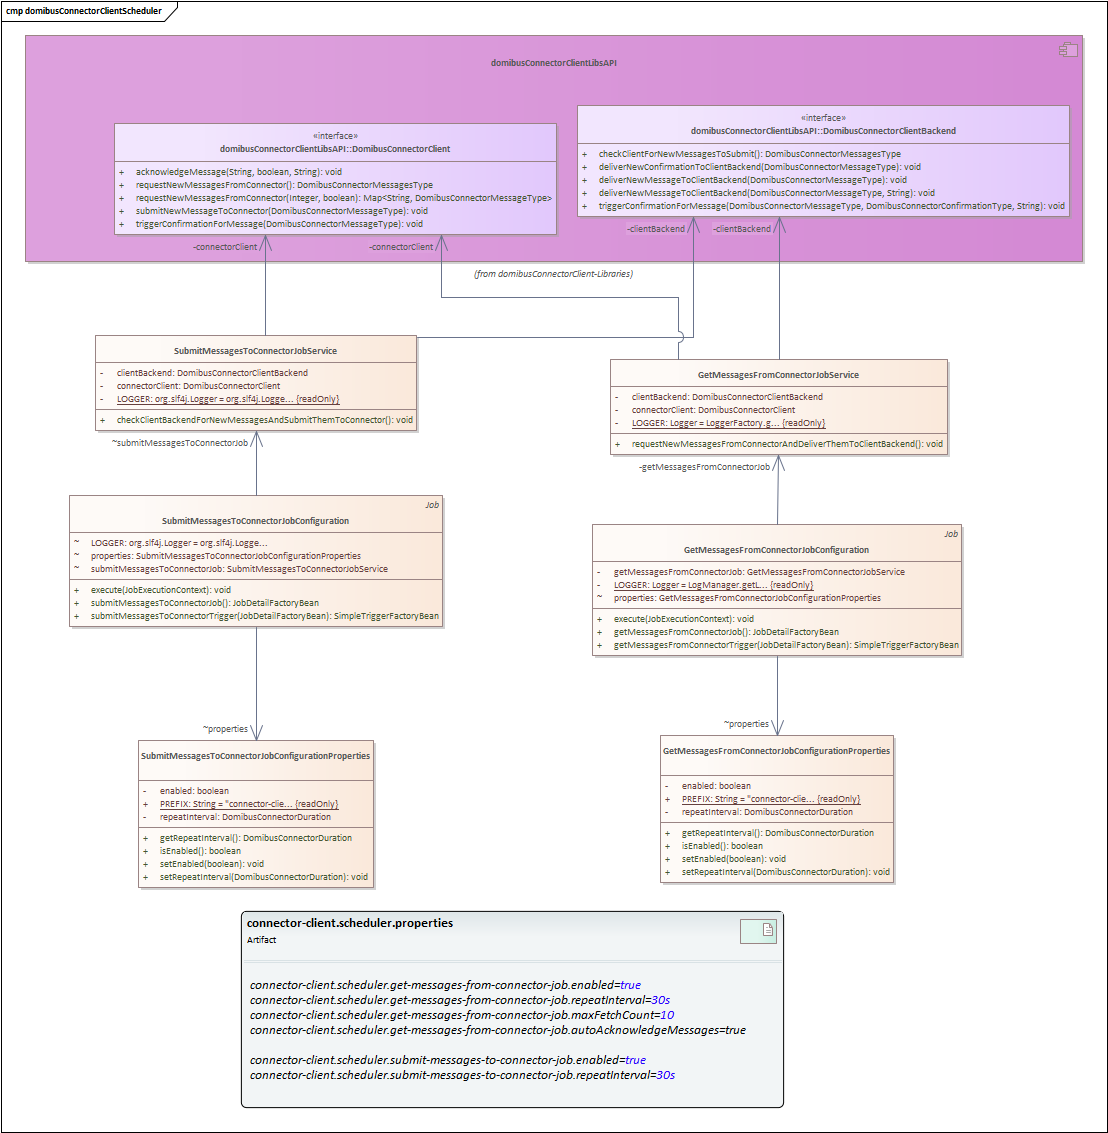 cmp domibusConnectorClientScheduler
domibusConnectorClientLibsAPI
«interface»
domibusConnectorClientLibsAPI::DomibusConnectorClient
+ acknowledgeMessage(String, boolean, String): void
+ requestNewMessagesFromConnector(): DomibusConnectorMessagesType
+ requestNewMessagesFromConnector(Integer, boolean): Map<String, DomibusConnectorMessageType>
+ submitNewMessageToConnector(DomibusConnectorMessageType): void
+ triggerConfirmationForMessage(DomibusConnectorMessageType): void
«interface»
domibusConnectorClientLibsAPI::DomibusConnectorClientBackend
+ checkClientForNewMessagesToSubmit(): DomibusConnectorMessagesType
+ deliverNewConfirmationToClientBackend(DomibusConnectorMessageType): void
+ deliverNewMessageToClientBackend(DomibusConnectorMessageType): void
+ deliverNewMessageToClientBackend(DomibusConnectorMessageType, String): void
+ triggerConfirmationForMessage(DomibusConnectorMessageType, DomibusConnectorConfirmationType, String): void
-connectorClient
-connectorClient
-clientBackend
-clientBackend
(from domibusConnectorClient-Libraries)
SubmitMessagesToConnectorJobService
- clientBackend: DomibusConnectorClientBackend
- connectorClient: DomibusConnectorClient
- LOGGER: org.slf4j.Logger = org.slf4j.Logge... {readOnly}
+ checkClientBackendForNewMessagesAndSubmitThemToConnector(): void
~submitMessagesToConnectorJob
GetMessagesFromConnectorJobService
- clientBackend: DomibusConnectorClientBackend
- connectorClient: DomibusConnectorClient
- LOGGER: Logger = LoggerFactory.g... {readOnly}
+ requestNewMessagesFromConnectorAndDeliverThemToClientBackend(): void
-getMessagesFromConnectorJob
Job
SubmitMessagesToConnectorJobConfiguration
~ LOGGER: org.slf4j.Logger = org.slf4j.Logge...
~ properties: SubmitMessagesToConnectorJobConfigurationProperties
~ submitMessagesToConnectorJob: SubmitMessagesToConnectorJobService
+ execute(JobExecutionContext): void
+ submitMessagesToConnectorJob(): JobDetailFactoryBean
+ submitMessagesToConnectorTrigger(JobDetailFactoryBean): SimpleTriggerFactoryBean
Job
GetMessagesFromConnectorJobConfiguration
- getMessagesFromConnectorJob: GetMessagesFromConnectorJobService
- LOGGER: Logger = LogManager.getL... {readOnly}
~ properties: GetMessagesFromConnectorJobConfigurationProperties
+ execute(JobExecutionContext): void
+ getMessagesFromConnectorJob(): JobDetailFactoryBean
+ getMessagesFromConnectorTrigger(JobDetailFactoryBean): SimpleTriggerFactoryBean
~properties
~properties
SubmitMessagesToConnectorJobConfigurationProperties
- enabled: boolean
+ PREFIX: String = "connector-clie... {readOnly}
- repeatInterval: DomibusConnectorDuration
+ getRepeatInterval(): DomibusConnectorDuration
+ isEnabled(): boolean
+ setEnabled(boolean): void
+ setRepeatInterval(DomibusConnectorDuration): void
GetMessagesFromConnectorJobConfigurationProperties
- enabled: boolean
+ PREFIX: String = "connector-clie... {readOnly}
- repeatInterval: DomibusConnectorDuration
+ getRepeatInterval(): DomibusConnectorDuration
+ isEnabled(): boolean
+ setEnabled(boolean): void
+ setRepeatInterval(DomibusConnectorDuration): void
connector-client.scheduler.properties
Artifact
connector-client.scheduler.get-messages-from-connector-job.enabled=true
connector-client.scheduler.get-messages-from-connector-job.repeatInterval=30s
connector-client.scheduler.get-messages-from-connector-job.maxFetchCount=10
connector-client.scheduler.get-messages-from-connector-job.autoAcknowledgeMessages=true
connector-client.scheduler.submit-messages-to-connector-job.enabled=true
connector-client.scheduler.submit-messages-to-connector-job.repeatInterval=30s